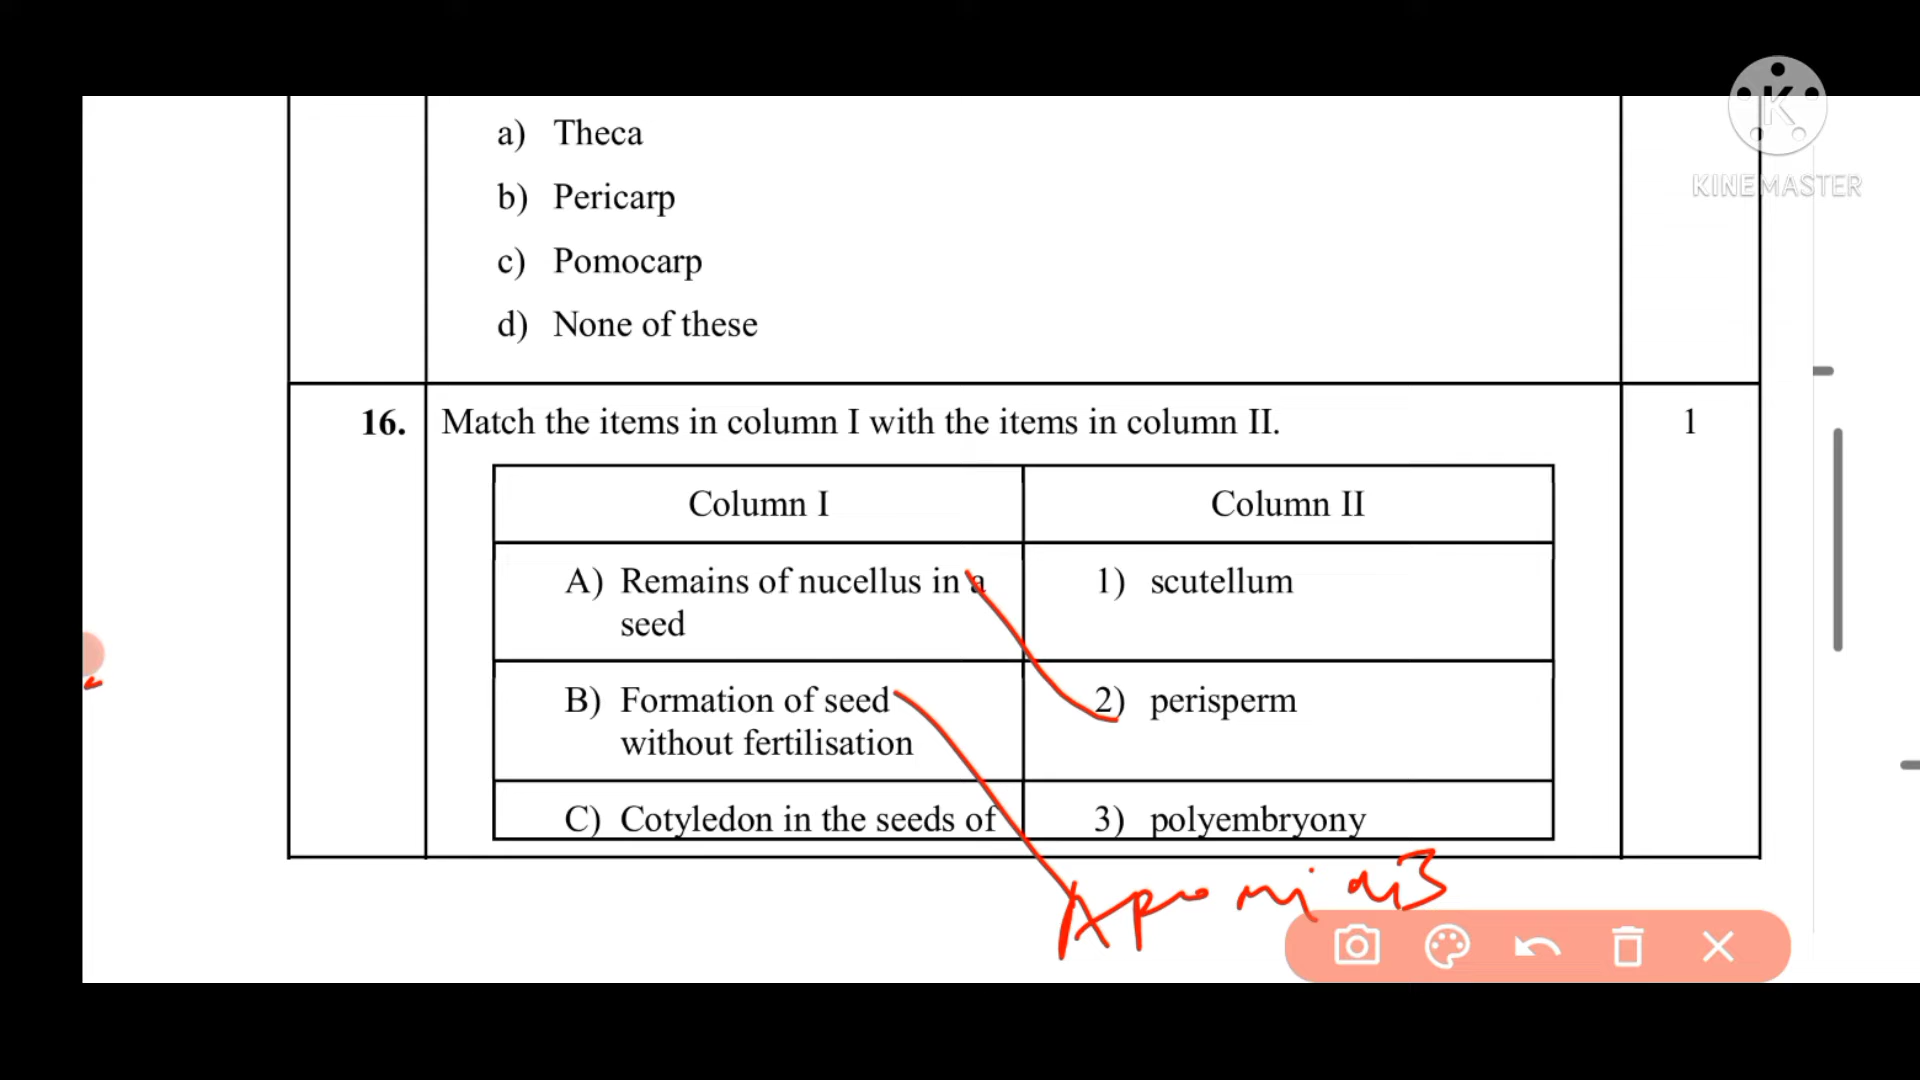 KINEMASTER
a) Theca
b) Pericarp
c) Pomocarp
d) None of these
16. Match the items in column I with the items in column II. 1
Column I Column II
A) Remains of nucellus in a seed
1) scutellum
B) Formation of seed without fertilisation
2) perisperm
C) Cotyledon in the seeds of
3) polyembryony